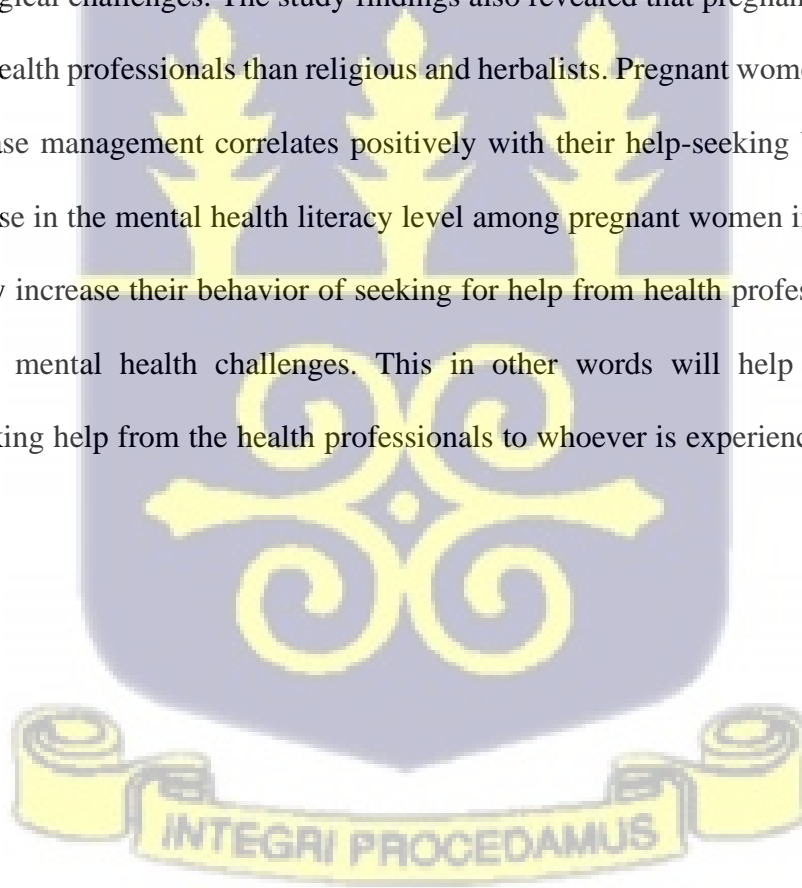 gical challenges. The study findings also revealed that pregnan
ealth professionals than religious and herbalists. Pregnant wome
ase management correlates positively with their help-seeking
se in the mental health literacy level among pregnant women i
y increase their behavior of seeking for help from health profes
mental health challenges. This in other words will help
king help from the health professionals to whoever is experienc
INTEGRI PROCEDAMUS